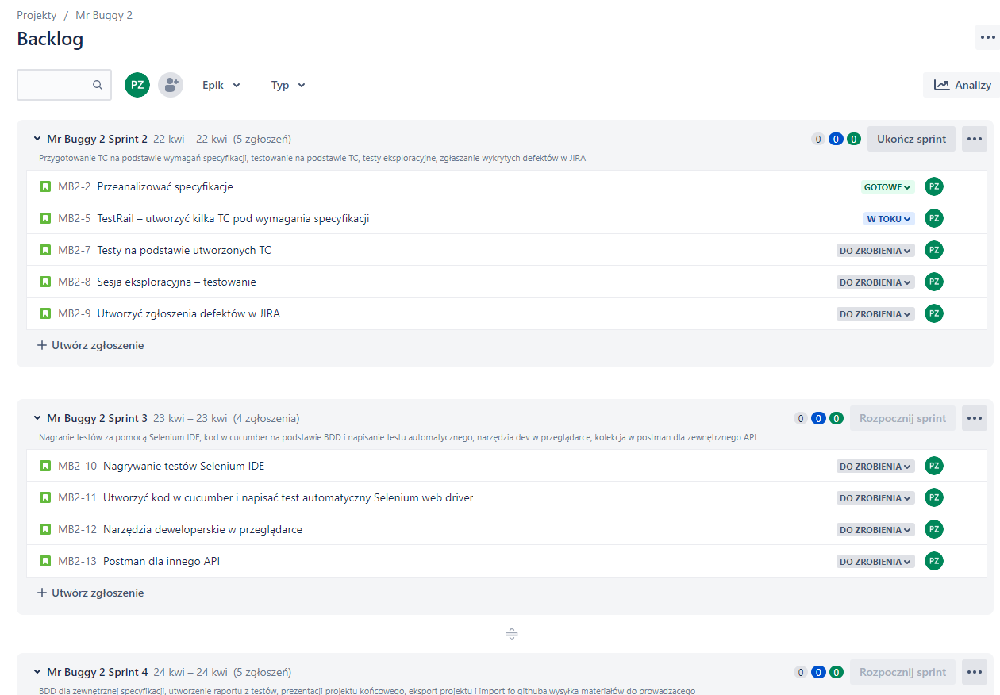 Projekty / Mr Buggy 2
Backlog
PZ Epik Typ Analizy
Mr Buggy 2 Sprint 2 22 kwi – 22 kwi (5 zgłoszeń) 0 0 0 Ukończ sprint
Przygotowanie TC na podstawie wymagań specyfikacji, testowanie na podstawie TC, testy eksploracyjne, zgłaszanie wykrytych defektów w JIRA
MB2-2 Przeanalizować specyfikacje GOTOWE PZ
MB2-5 TestRail – utworzyć kilka TC pod wymagania specyfikacji W TOKU PZ
MB2-7 Testy na podstawie utworzonych TC DO ZROBIENIA PZ
MB2-8 Sesja eksploracyjna – testowanie DO ZROBIENIA PZ
MB2-9 Utworzyć zgłoszenia defektów w JIRA DO ZROBIENIA PZ
+ Utwórz zgłoszenie
Mr Buggy 2 Sprint 3 23 kwi – 23 kwi (4 zgłoszenia) 0 0 0 Rozpocznij sprint
Nagranie testów za pomocą Selenium IDE, kod w cucumber na podstawie BDD i napisanie testu automatycznego, narzędzia dev w przeglądarce, kolekcja w postman dla zewnętrznego API
MB2-10 Nagrywanie testów Selenium IDE DO ZROBIENIA PZ
MB2-11 Utworzyć kod w cucumber i napisać test automatyczny Selenium web driver DO ZROBIENIA PZ
MB2-12 Narzędzia deweloperskie w przeglądarce DO ZROBIENIA PZ
MB2-13 Postman dla innego API DO ZROBIENIA PZ
+ Utwórz zgłoszenie
Mr Buggy 2 Sprint 4 24 kwi – 24 kwi (5 zgłoszeń) 0 0 0 Rozpocznij sprint
BDD dla zewnetrznej specyfikacji, utworzenie raportu z testów, prezentacji projektu końcowego, eksport projektu i import fo githuba,wysyłka materiałów do prowadzącego